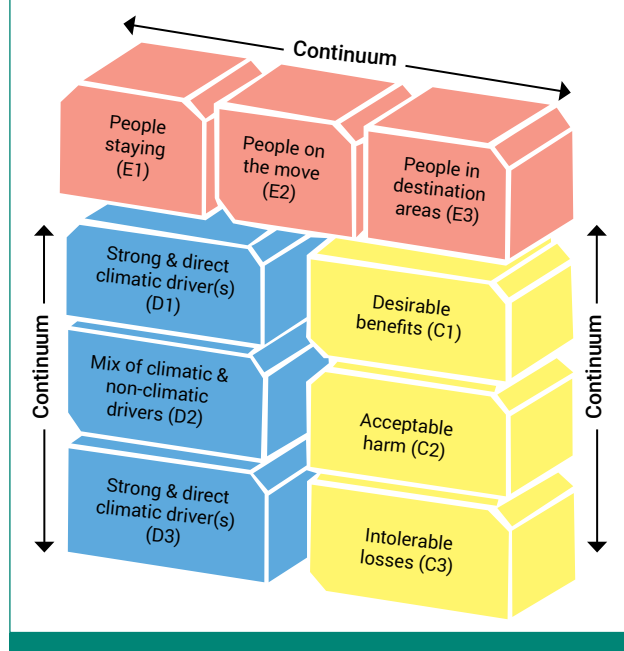 Continuum
People
staying
(E1)
People on
the move
(E2)
People in
destination
areas (E3)
Continuum
Strong & direct
climatic driver(s)
(D1)
Mix of climatic &
non-climatic
drivers (D2)
Strong & direct
climatic driver(s)
(D3)
Desirable
benefits (C1)
Acceptable
harm (C2)
Intolerable
losses (C3)
Continuum